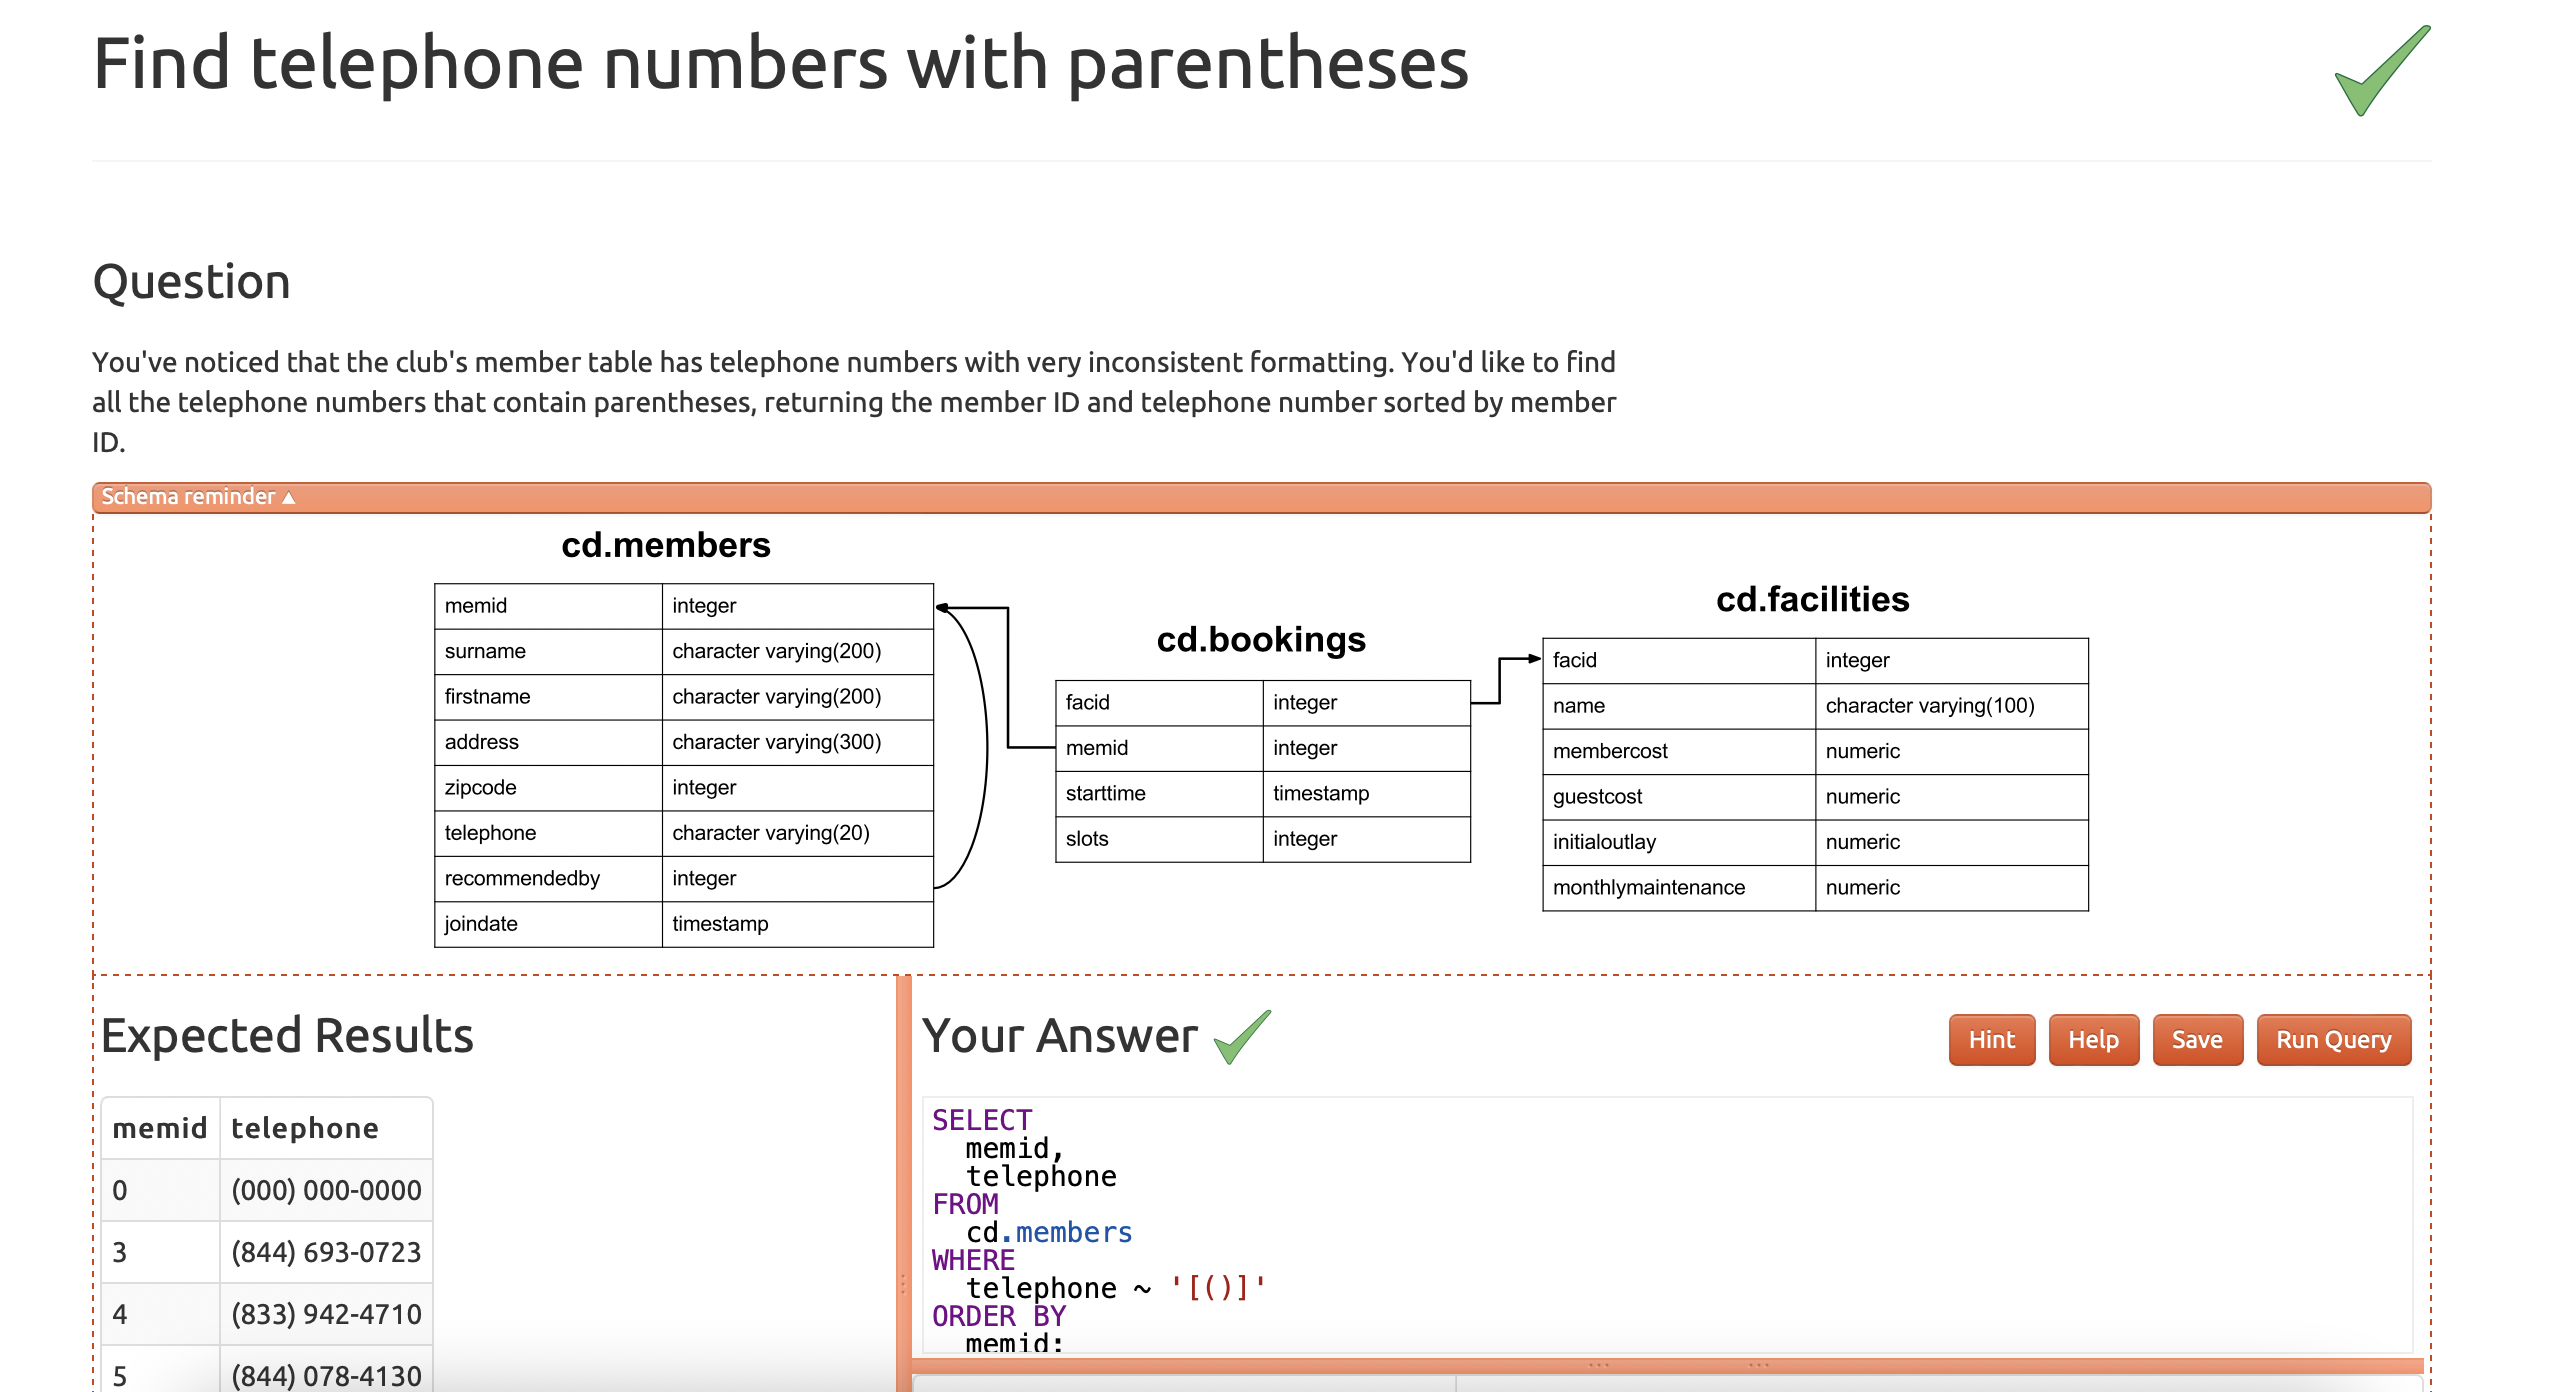 Find telephone numbers with parentheses
Question
You've noticed that the club's member table has telephone numbers with very inconsistent formatting. You'd like to find
all the telephone numbers that contain parentheses, returning the member ID and telephone number sorted by member
ID.
Schema reminder ▲
cd.members
memid integer
surname character varying(200)
firstname character varying(200)
address character varying(300)
zipcode integer
telephone character varying(20)
recommendedby integer
joindate timestamp
cd.bookings
facid integer
memid integer
starttime timestamp
slots integer
cd.facilities
facid integer
name character varying(100)
membercost numeric
guestcost numeric
initialoutlay numeric
monthlymaintenance numeric
Expected Results
memid telephone
0 (000) 000-0000
3 (844) 693-0723
4 (833) 942-4710
5 (844) 078-4130
Your Answer
Hint Help Save Run Query
SELECT
  memid,
  telephone
FROM
  cd.members
WHERE
  telephone ~ '[()]'
ORDER BY
  memid;